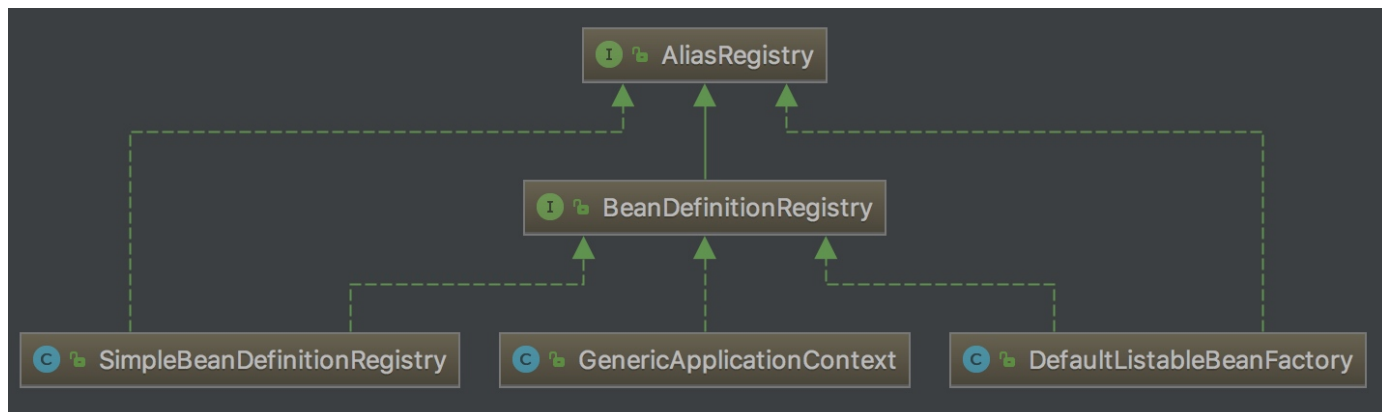 I AliasRegistry
I BeanDefinitionRegistry
C SimpleBeanDefinitionRegistry
C GenericApplicationContext
C DefaultListableBeanFactory